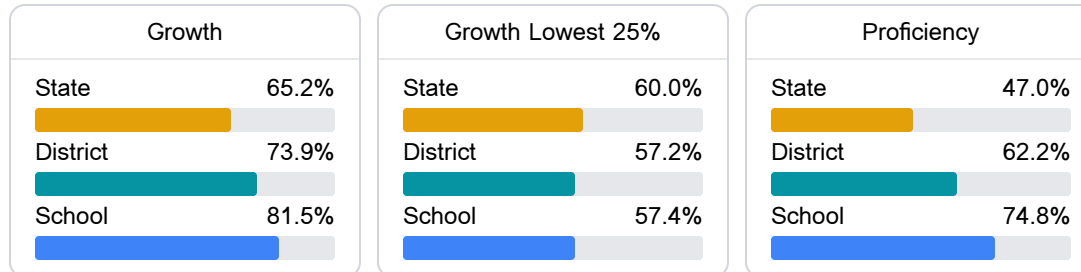 Growth
State 65.2%
District 73.9%
School 81.5%
Growth Lowest 25%
State 60.0%
District 57.2%
School 57.4%
Proficiency
State 47.0%
District 62.2%
School 74.8%